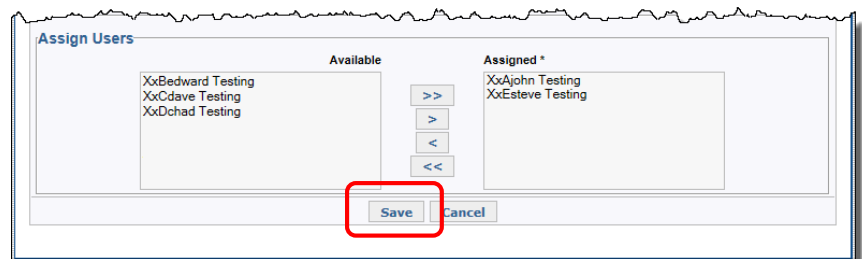 Assign Users
Available Assigned *
XxBedward Testing
XxCdave Testing
XxDchad Testing
>>
>
<
<<
XxAjohn Testing
XxEsteve Testing
Save Cancel